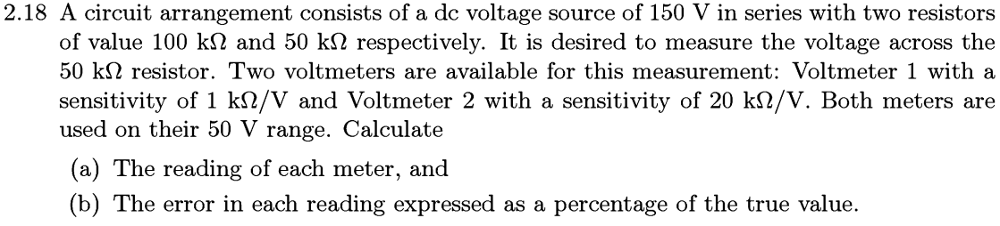 2.18 A circuit arrangement consists of a dc voltage source of 150 V in series with two resistors
of value 100 kΩ and 50 kΩ respectively. It is desired to measure the voltage across the
50 kΩ resistor. Two voltmeters are available for this measurement: Voltmeter 1 with a
sensitivity of 1 kΩ/V and Voltmeter 2 with a sensitivity of 20 kΩ/V. Both meters are
used on their 50 V range. Calculate
(a) The reading of each meter, and
(b) The error in each reading expressed as a percentage of the true value.